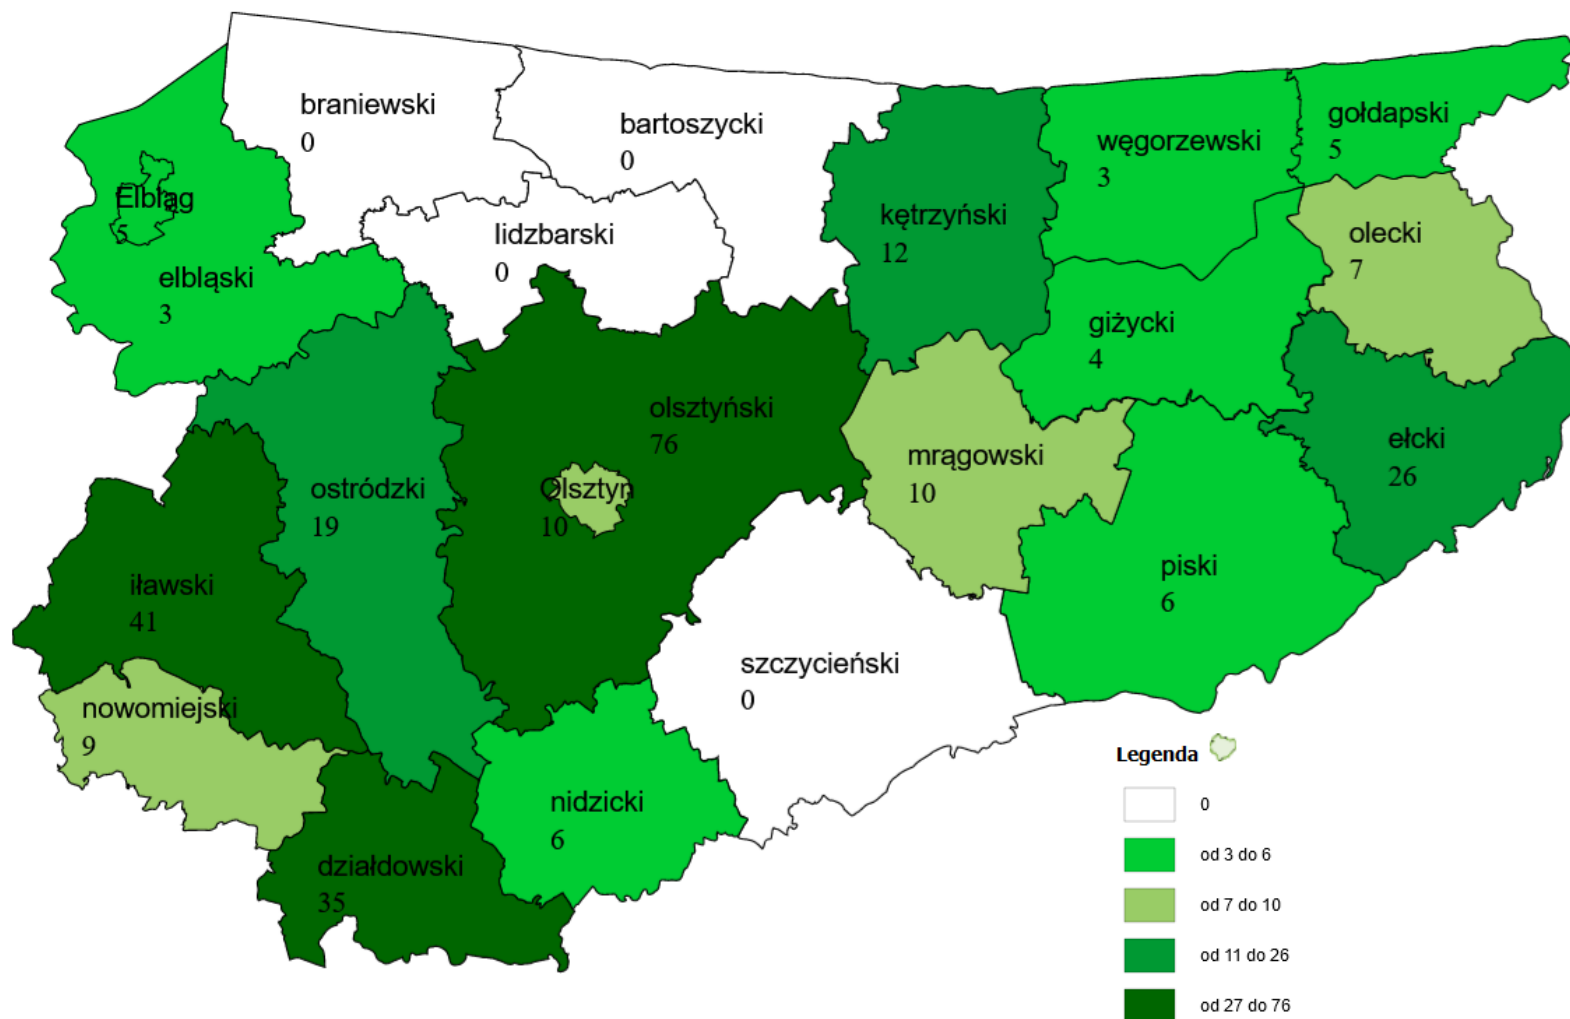 braniewski
0
bartoszycki
0
gołdapski
5
węgorzewski
3
Elbląg
5
kętrzyński
12
lidzbarski
0
olecki
7
elbląski
3
giżycki
4
olsztyński
76
ełcki
26
mrągowski
10
ostródzki
19
Olsztyn
10
piski
6
iławski
41
szczycieński
0
nowomiejski
9
nidzicki
6
działdowski
35
Legenda
0
od 3 do 6
od 7 do 10
od 11 do 26
od 27 do 76